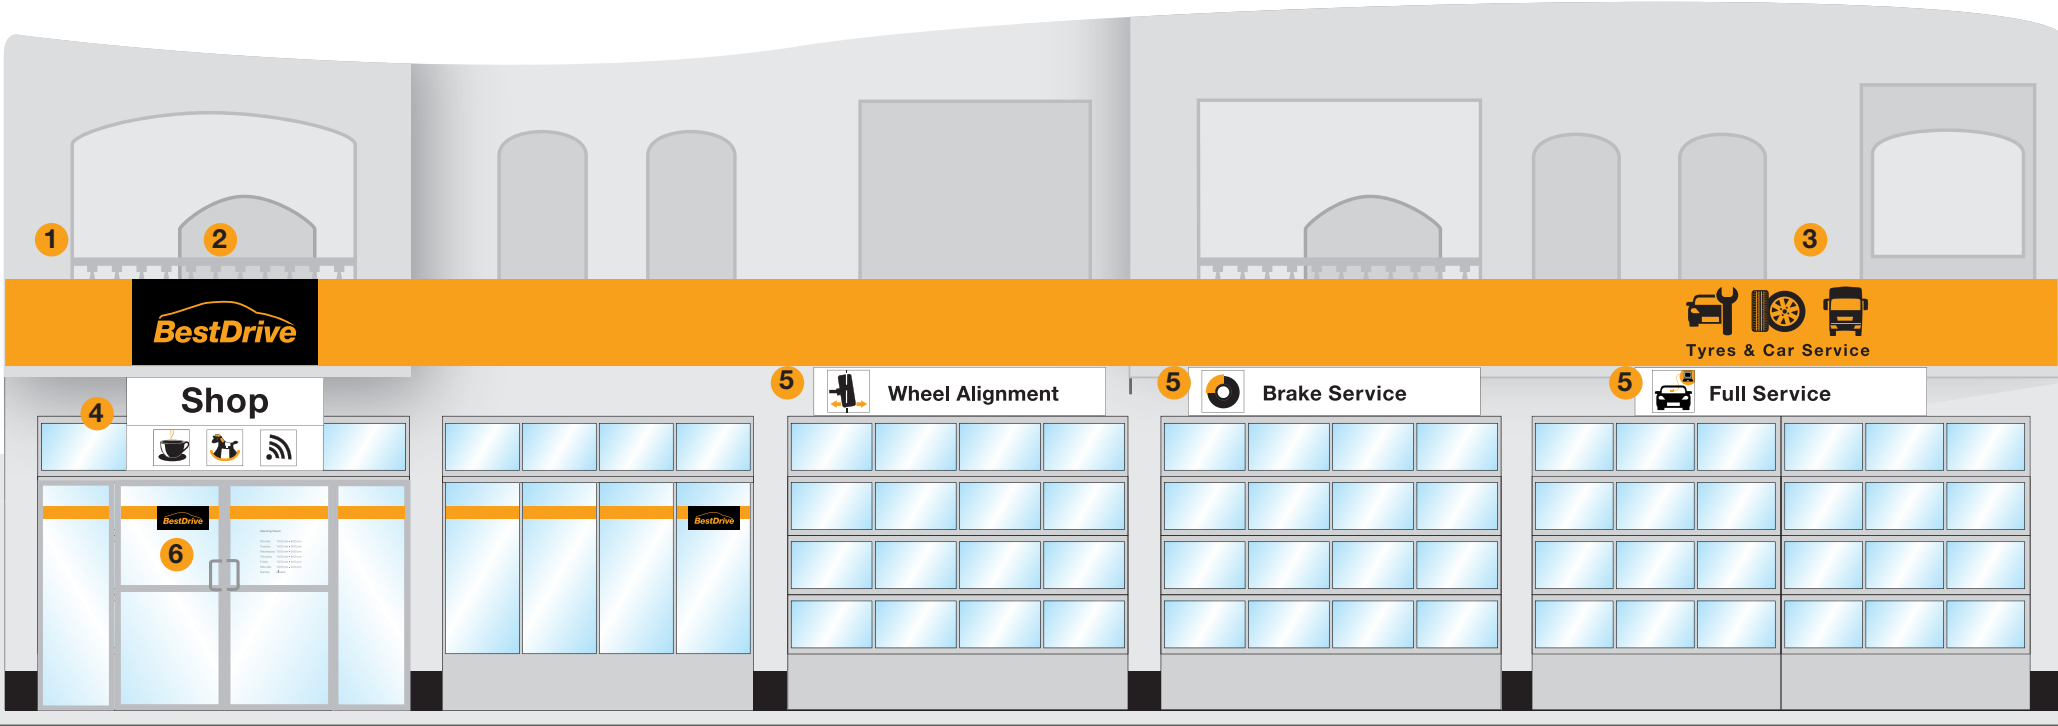 1
2
3
BestDrive
Tyres & Car Service
5
5
5
Wheel Alignment
Brake Service
Full Service
Shop
4
BestDrive
BestDrive
6